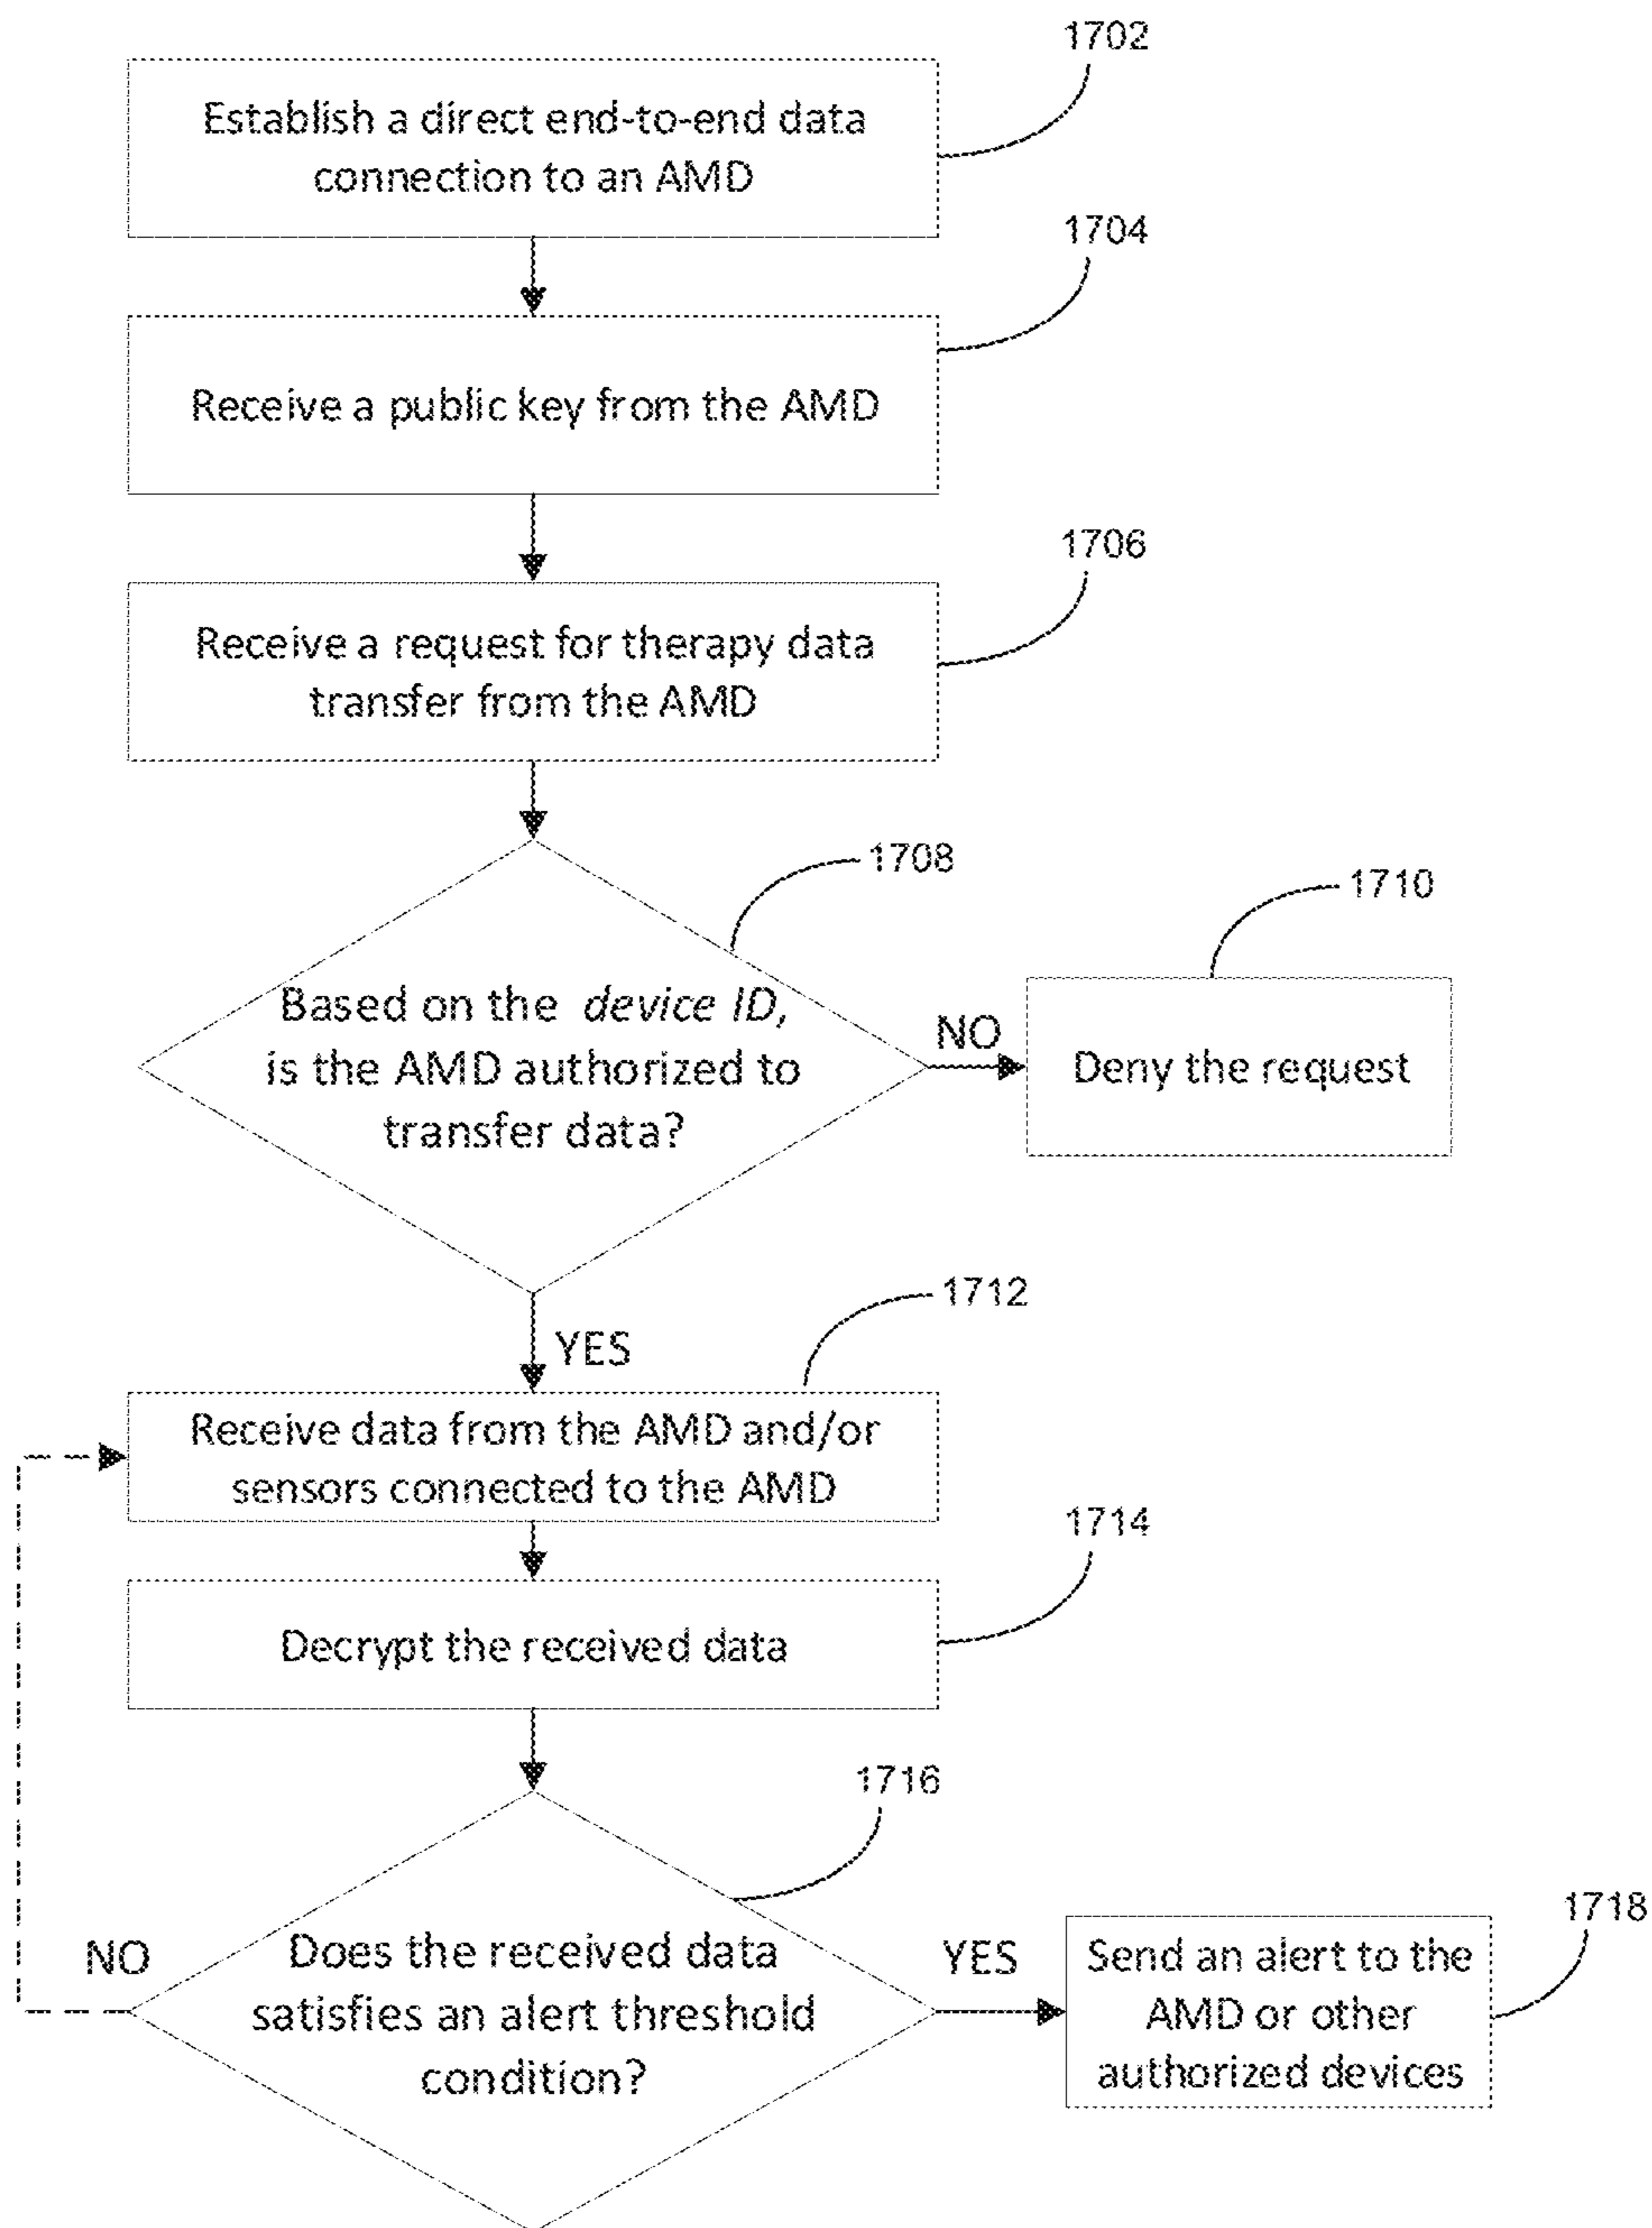 1702
Establish a direct end-to-end data
connection to an AMD
1704
Receive a public key from the AMD
1706
Receive a request for therapy data
transfer from the AMD
1708
1710
Based on the device ID,
is the AMD authorized to
transfer data?
NO
Deny the request
1712
YES
Receive data from the AMD and/or
sensors connected to the AMD
1714
Decrypt the received data
1716
1718
NO
Does the received data
satisfies an alert threshold
condition?
YES
Send an alert to the
AMD or other
authorized devices